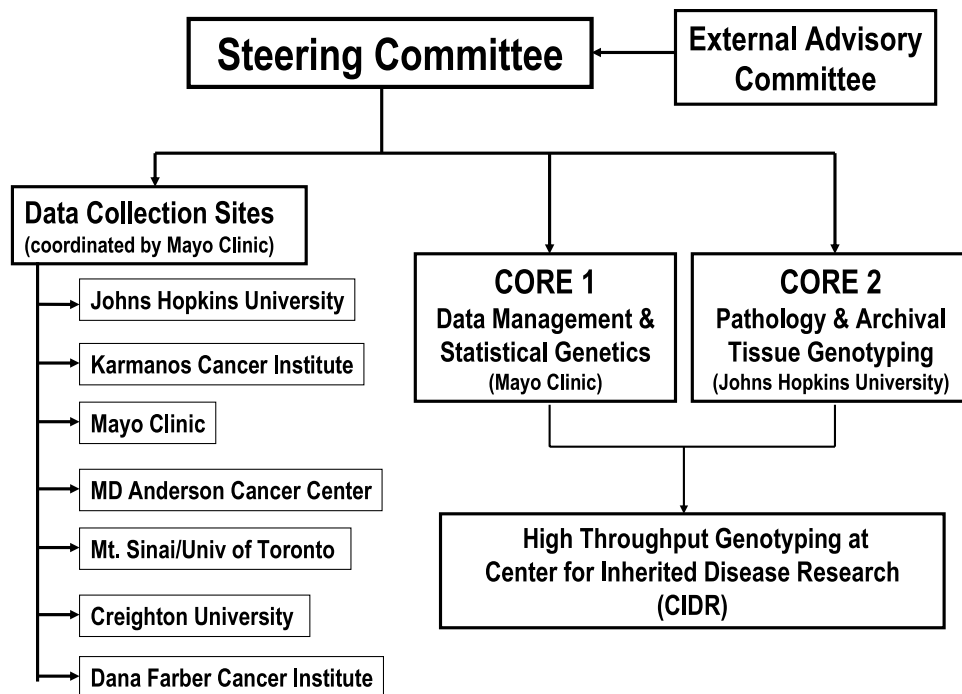 Steering Committee
External Advisory
Committee
Data Collection Sites
(coordinated by Mayo Clinic)
Johns Hopkins University
Karmanos Cancer Institute
Mayo Clinic
MD Anderson Cancer Center
Mt. Sinai/Univ of Toronto
Creighton University
Dana Farber Cancer Institute
CORE 1
Data Management &
Statistical Genetics
(Mayo Clinic)
CORE 2
Pathology & Archival
Tissue Genotyping
(Johns Hopkins University)
High Throughput Genotyping at
Center for Inherited Disease Research
(CIDR)